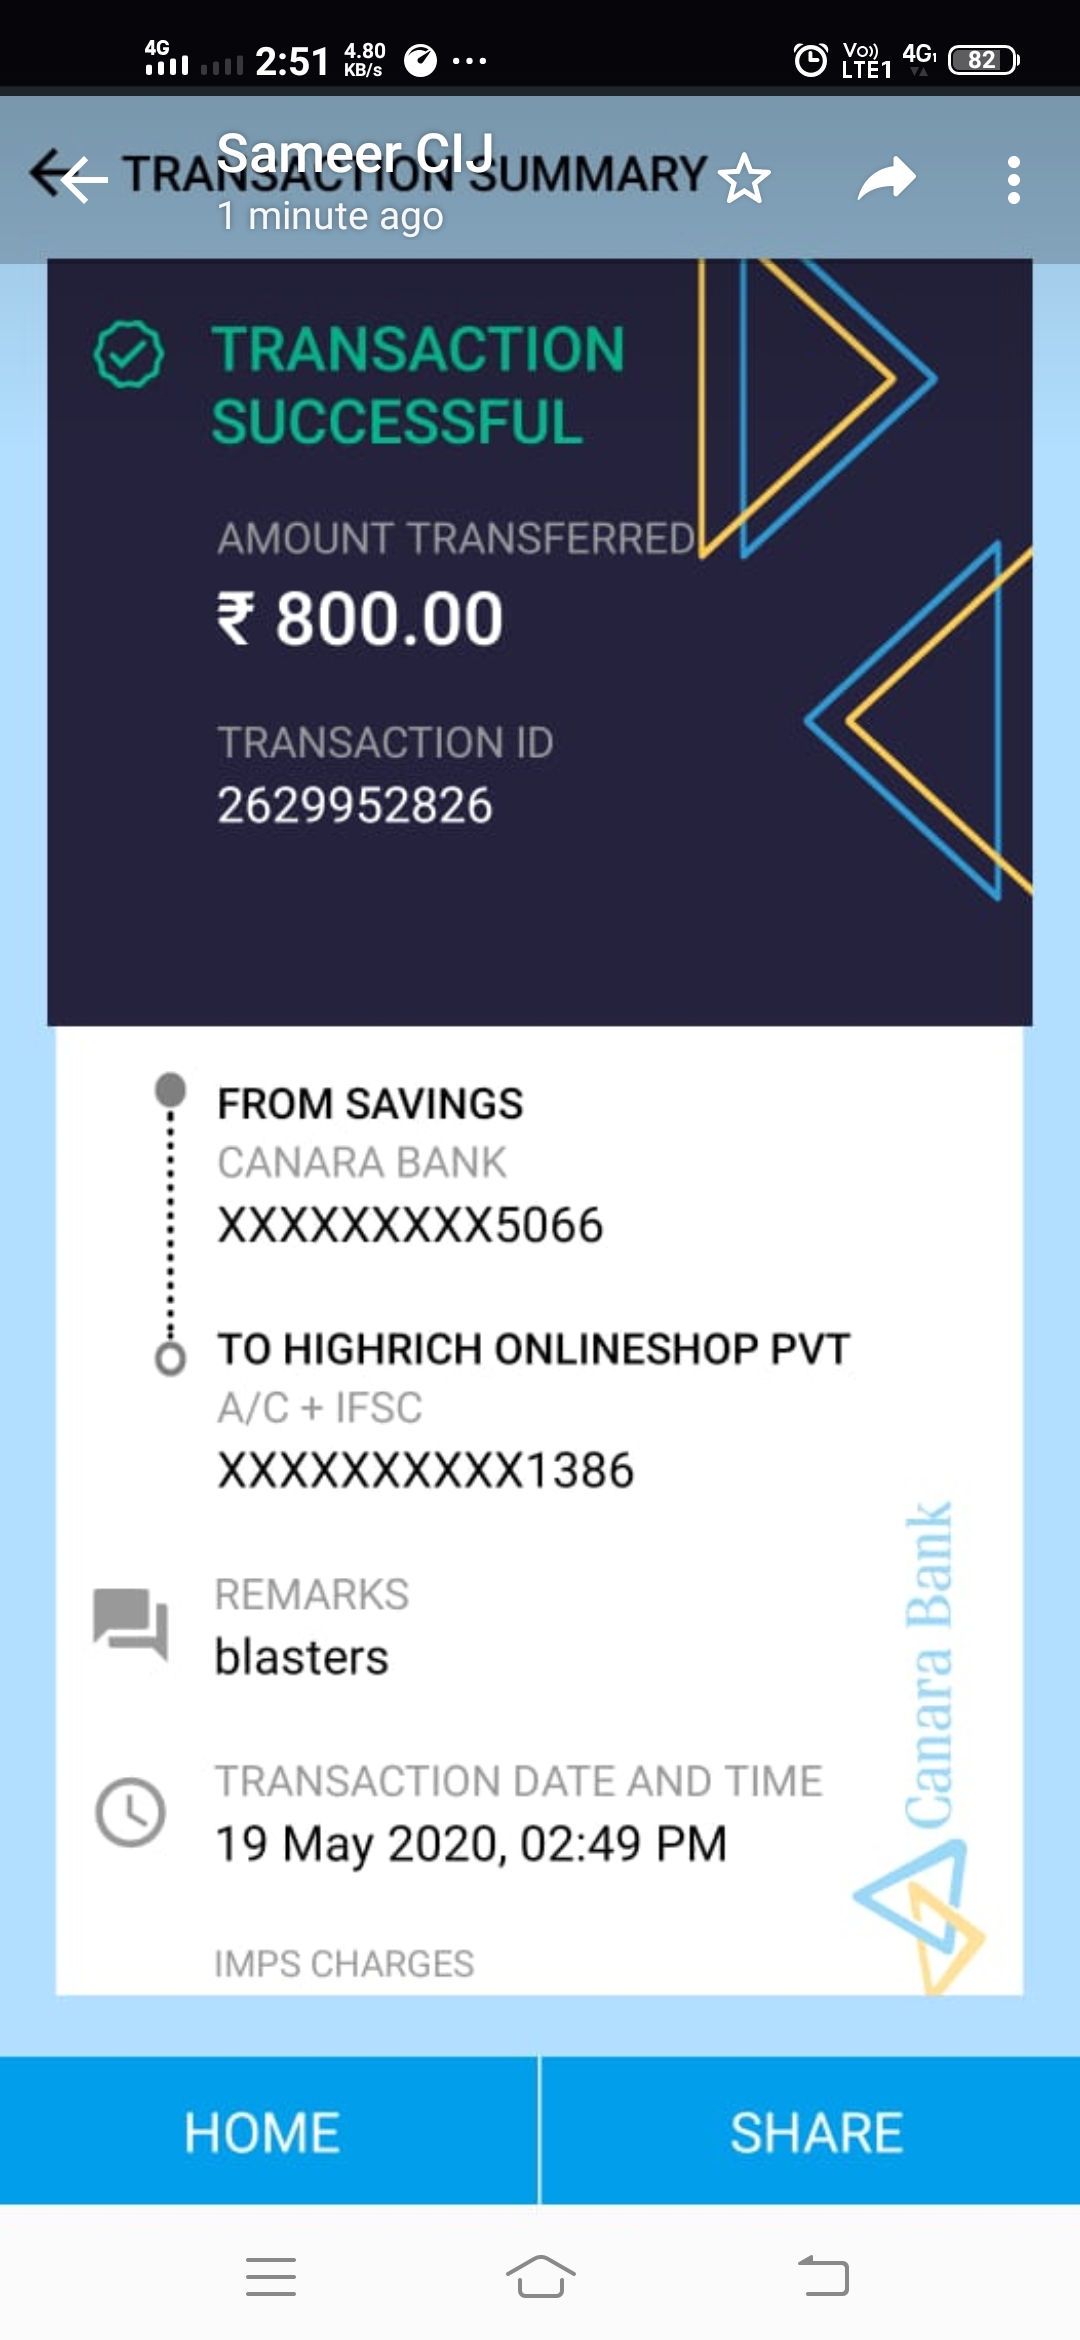 4G 2:51 4.80 KB/s ... Vo)) LTE1 4G1 82
TRANSACTION SUMMARY
Sameer CIJ
1 minute ago
TRANSACTION
SUCCESSFUL
AMOUNT TRANSFERRED
₹ 800.00
TRANSACTION ID
2629952826
FROM SAVINGS
CANARA BANK
XXXXXXXXX5066
TO HIGHRICH ONLINESHOP PVT
A/C + IFSC
XXXXXXXXXX1386
REMARKS
blasters
TRANSACTION DATE AND TIME
19 May 2020, 02:49 PM
IMPS CHARGES
Canara Bank
HOME
SHARE